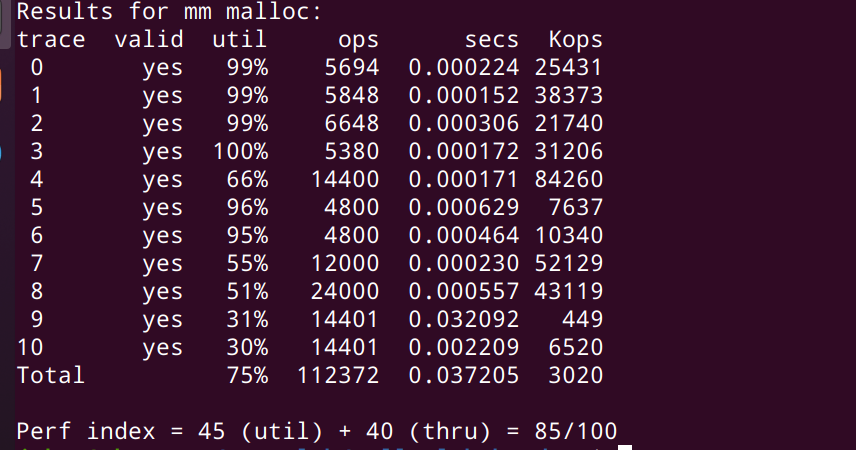 Results for mm malloc:
trace valid util ops secs Kops
0 yes 99% 5694 0.000224 25431
1 yes 99% 5848 0.000152 38373
2 yes 99% 6648 0.000306 21740
3 yes 100% 5380 0.000172 31206
4 yes 66% 14400 0.000171 84260
5 yes 96% 4800 0.000629 7637
6 yes 95% 4800 0.000464 10340
7 yes 55% 12000 0.000230 52129
8 yes 51% 24000 0.000557 43119
9 yes 31% 14401 0.032092 449
10 yes 30% 14401 0.002209 6520
Total 75% 112372 0.037205 3020
Perf index = 45 (util) + 40 (thru) = 85/100